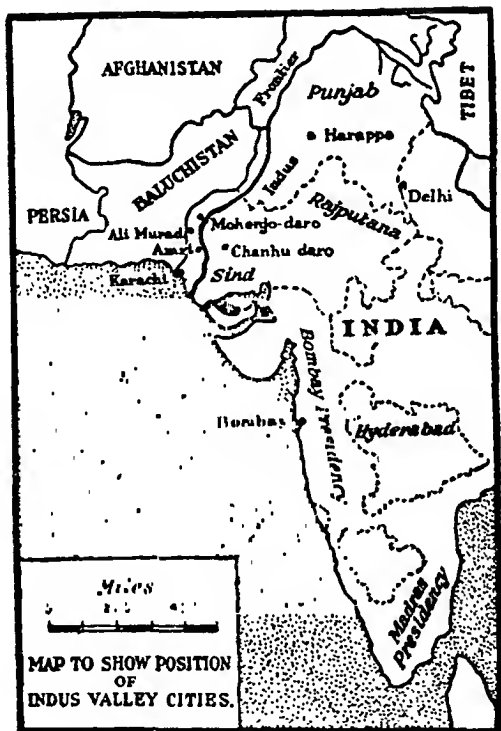 AFGHANISTAN
Frontier
Punjab
TIBET
Harappa
BALUCHISTAN
Indus
Delhi
PERSIA
Rajputana
Mohenjo-daro
Ali Murad
Amri
Chanhu daro
Karachi
Sind
INDIA
Bombay Presidency
Bombay
Hyderabad
Madras
Presidency
Miles
MAP TO SHOW POSITION
OF
INDUS VALLEY CITIES.